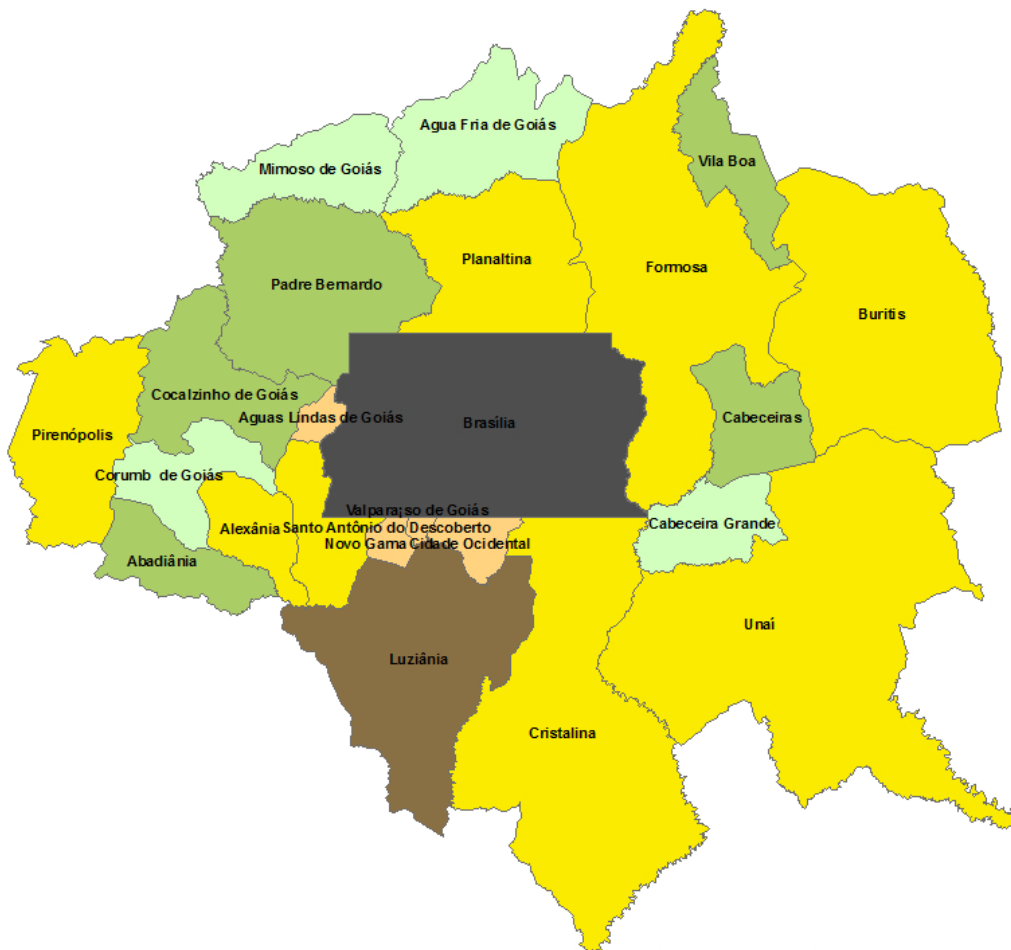 Agua Fria de Goiás
Mimoso de Goiás
Vila Boa
Planaltina
Formosa
Padre Bernardo
Buritis
Cocalzinho de Goiás
Aguas Lindas de Goiás
Cabeceiras
Brasília
Pirenópolis
Corumb de Goiás
Valpara¡so de Goiás
Alexânia
Santo Antônio do Descoberto
Cabeceira Grande
Novo Gama
Cidade Ocidental
Abadiânia
Unaí
Luziânia
Cristalina